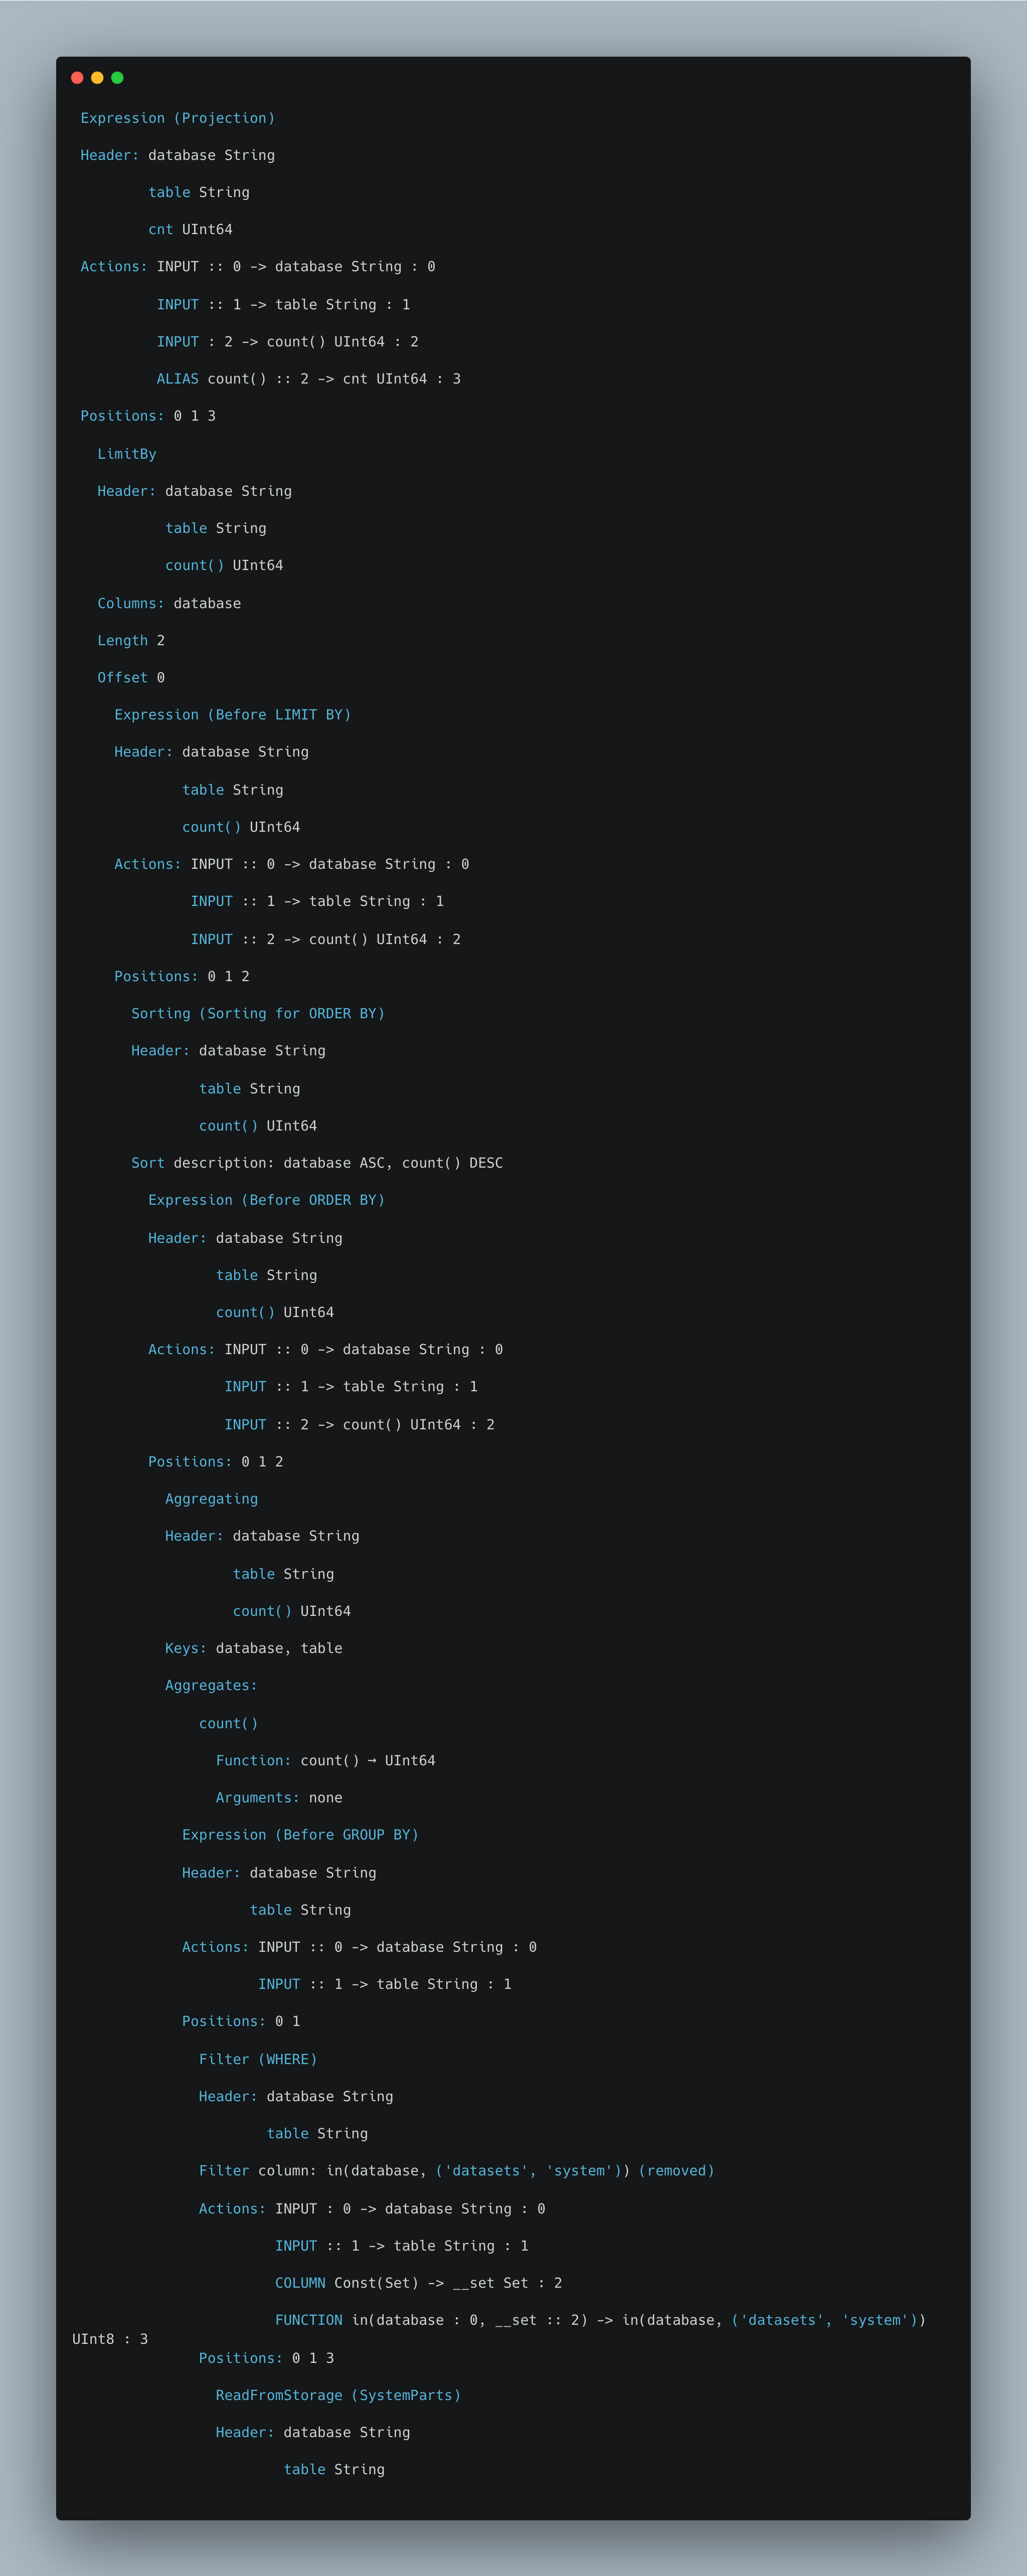 Expression (Projection)
Header: database String
table String
cnt UInt64
Actions: INPUT :: 0 -> database String : 0
INPUT :: 1 -> table String : 1
INPUT : 2 -> count() UInt64 : 2
ALIAS count() :: 2 -> cnt UInt64 : 3
Positions: 0 1 3
LimitBy
Header: database String
table String
count() UInt64
Columns: database
Length 2
Offset 0
Expression (Before LIMIT BY)
Header: database String
table String
count() UInt64
Actions: INPUT :: 0 -> database String : 0
INPUT :: 1 -> table String : 1
INPUT :: 2 -> count() UInt64 : 2
Positions: 0 1 2
Sorting (Sorting for ORDER BY)
Header: database String
table String
count() UInt64
Sort description: database ASC, count() DESC
Expression (Before ORDER BY)
Header: database String
table String
count() UInt64
Actions: INPUT :: 0 -> database String : 0
INPUT :: 1 -> table String : 1
INPUT :: 2 -> count() UInt64 : 2
Positions: 0 1 2
Aggregating
Header: database String
table String
count() UInt64
Keys: database, table
Aggregates:
count()
Function: count() → UInt64
Arguments: none
Expression (Before GROUP BY)
Header: database String
table String
Actions: INPUT :: 0 -> database String : 0
INPUT :: 1 -> table String : 1
Positions: 0 1
Filter (WHERE)
Header: database String
table String
Filter column: in(database, ('datasets', 'system')) (removed)
Actions: INPUT : 0 -> database String : 0
INPUT :: 1 -> table String : 1
COLUMN Const(Set) -> __set Set : 2
FUNCTION in(database : 0, __set :: 2) -> in(database, ('datasets', 'system'))
UInt8 : 3
Positions: 0 1 3
ReadFromStorage (SystemParts)
Header: database String
table String